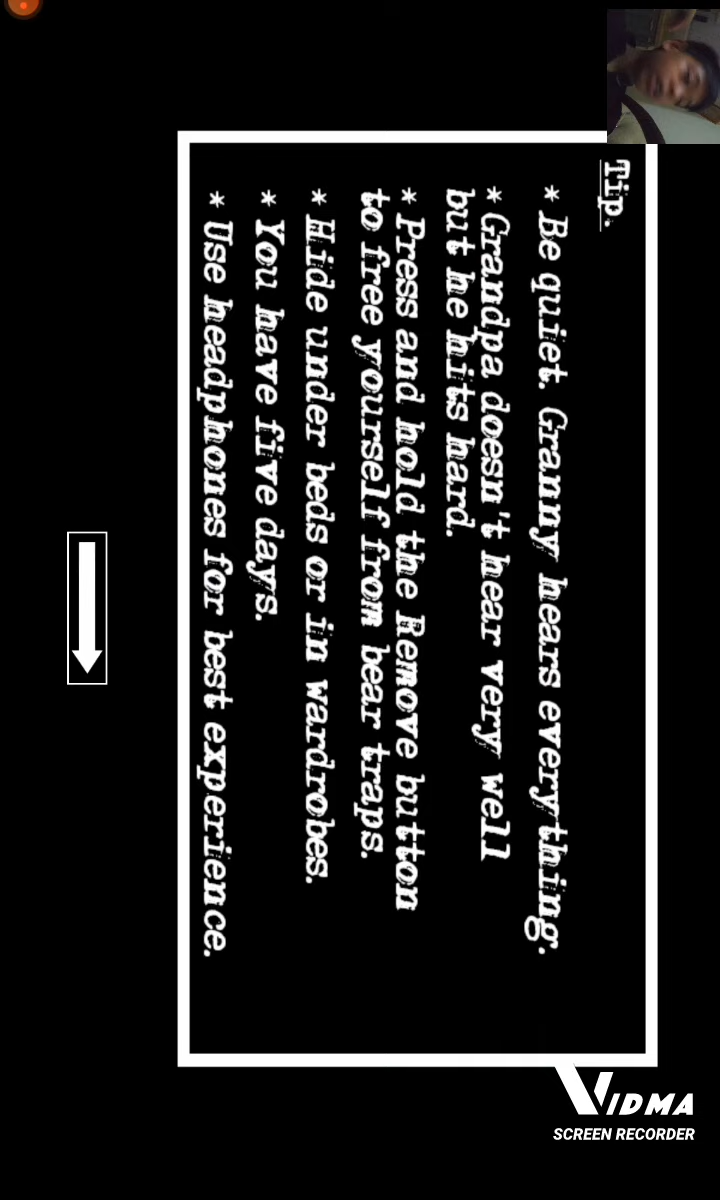 Tip.
* Be quiet. Granny hears everything.
* Grandpa doesn't hear very well
but he hits hard.
* Press and hold the Remove button
to free yourself from bear traps.
* Hide under beds or in wardrobes.
* You have five days.
* Use headphones for best experience.
VIDMA
SCREEN RECORDER